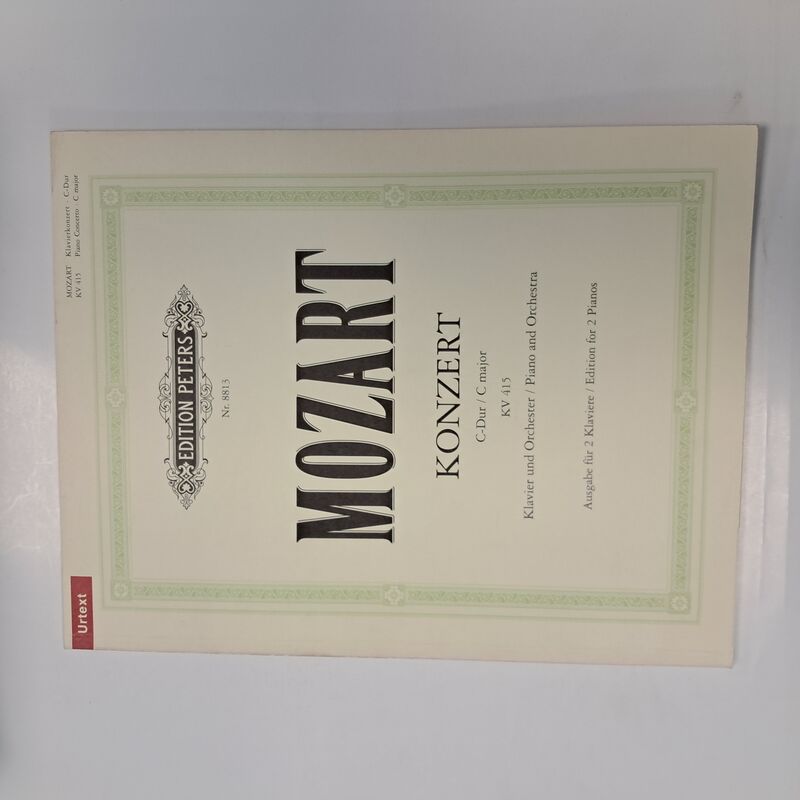 Urtext
MOZART Klavierkonzert · C-Dur
KV 415 Piano Concerto · C major
EDITION PETERS
Nr. 8813
MOZART
KONZERT
C-Dur / C major
KV 415
Klavier und Orchester / Piano and Orchestra
Ausgabe für 2 Klaviere / Edition for 2 Pianos